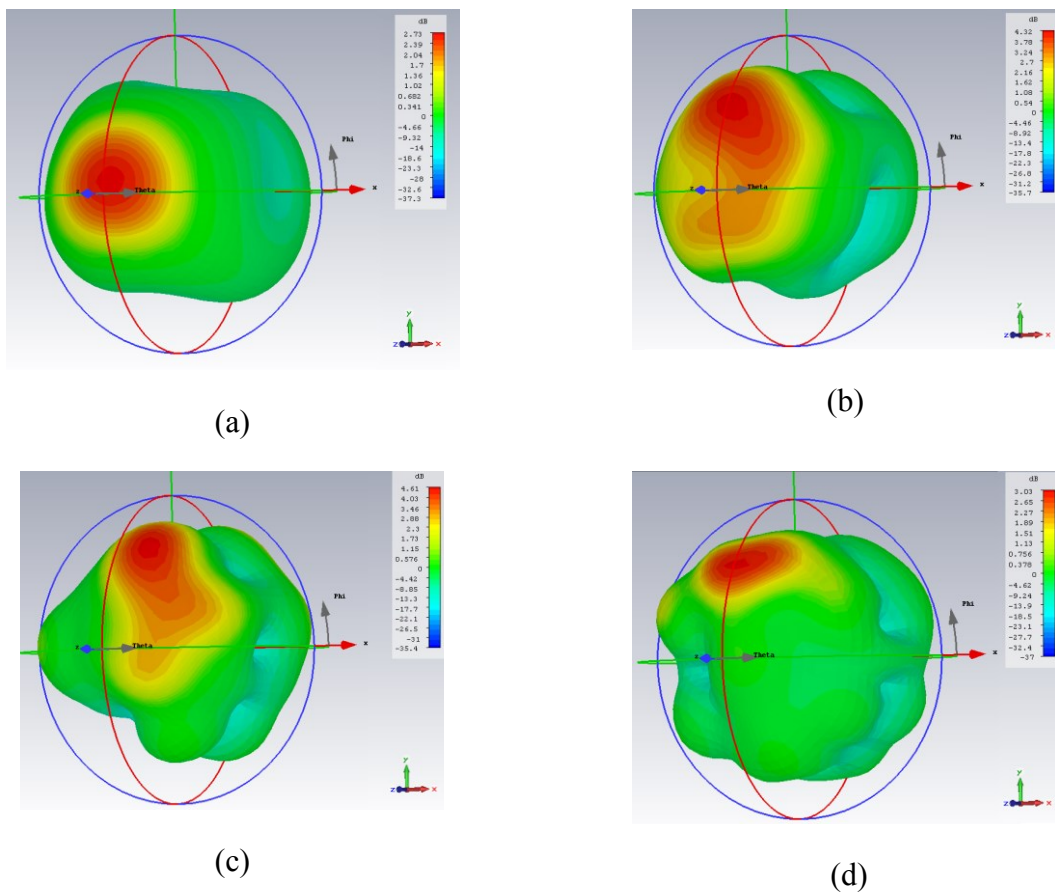 dB
2.73
2.39
2.04
1.7
1.36
1.02
0.682
0.341
0
-4.66
-9.32
-14
-18.6
-23.3
-28
-32.6
-37.3
Phi
z
Theta
x
y
z
x
(a)
dB
4.32
3.78
3.24
2.7
2.16
1.62
1.08
0.54
0
-4.46
-8.92
-13.4
-17.8
-22.3
-26.8
-31.2
-35.7
Phi
z
Theta
x
y
z
x
(b)
dB
4.61
4.03
3.46
2.88
2.3
1.73
1.15
0.576
0
-4.42
-8.85
-13.3
-17.7
-22.1
-26.5
-31
-35.4
Phi
z
Theta
x
y
z
x
(c)
dB
3.03
2.65
2.27
1.89
1.51
1.13
0.756
0.378
0
-4.62
-9.24
-13.9
-18.5
-23.1
-27.7
-32.4
-37
Phi
z
Theta
x
y
z
x
(d)